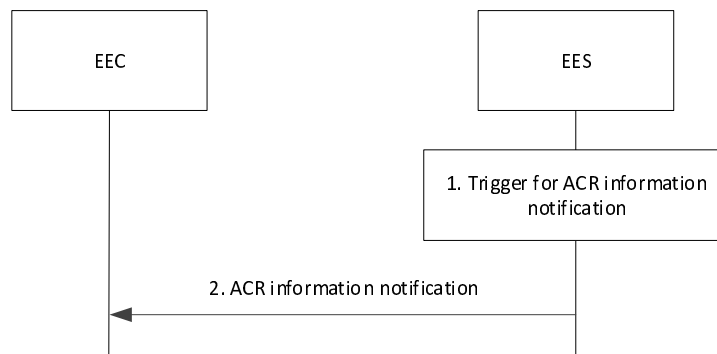 EEC
EES
1. Trigger for ACR information
notification
2. ACR information notification